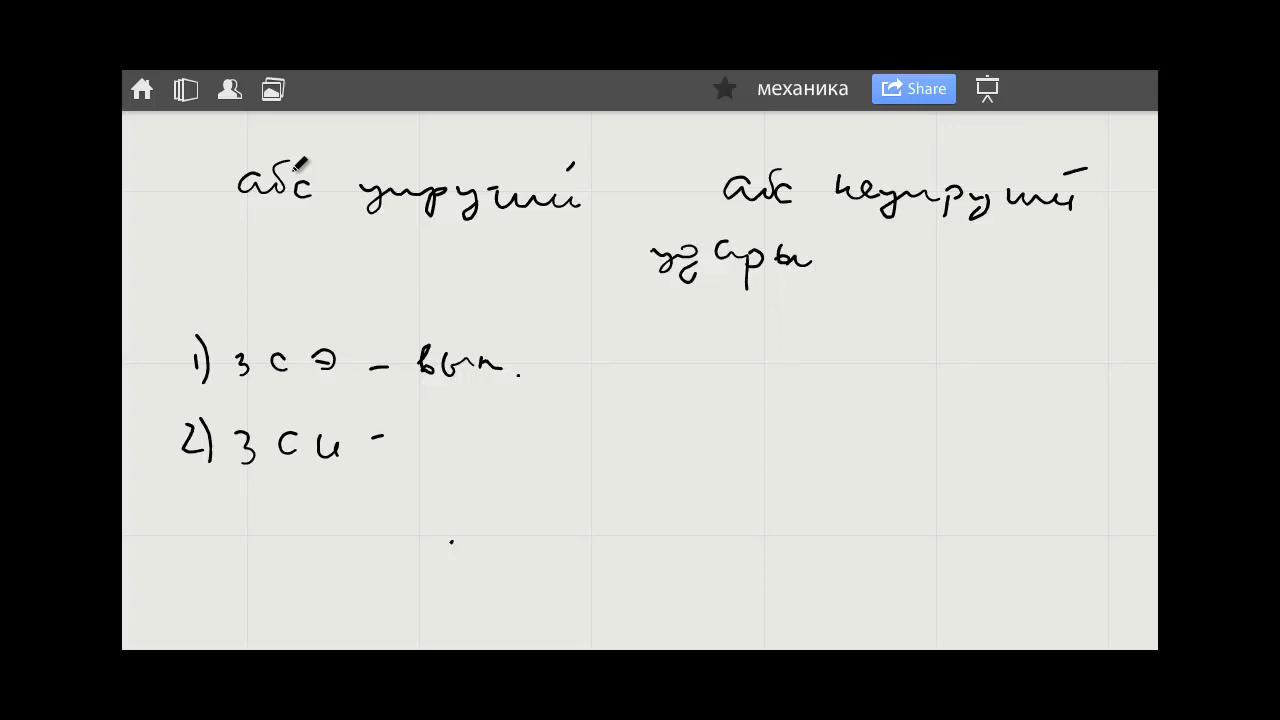 механика Share
абс упругий абс неупругий
удары
1) ЗСЭ - вып.
2) ЗСИ -